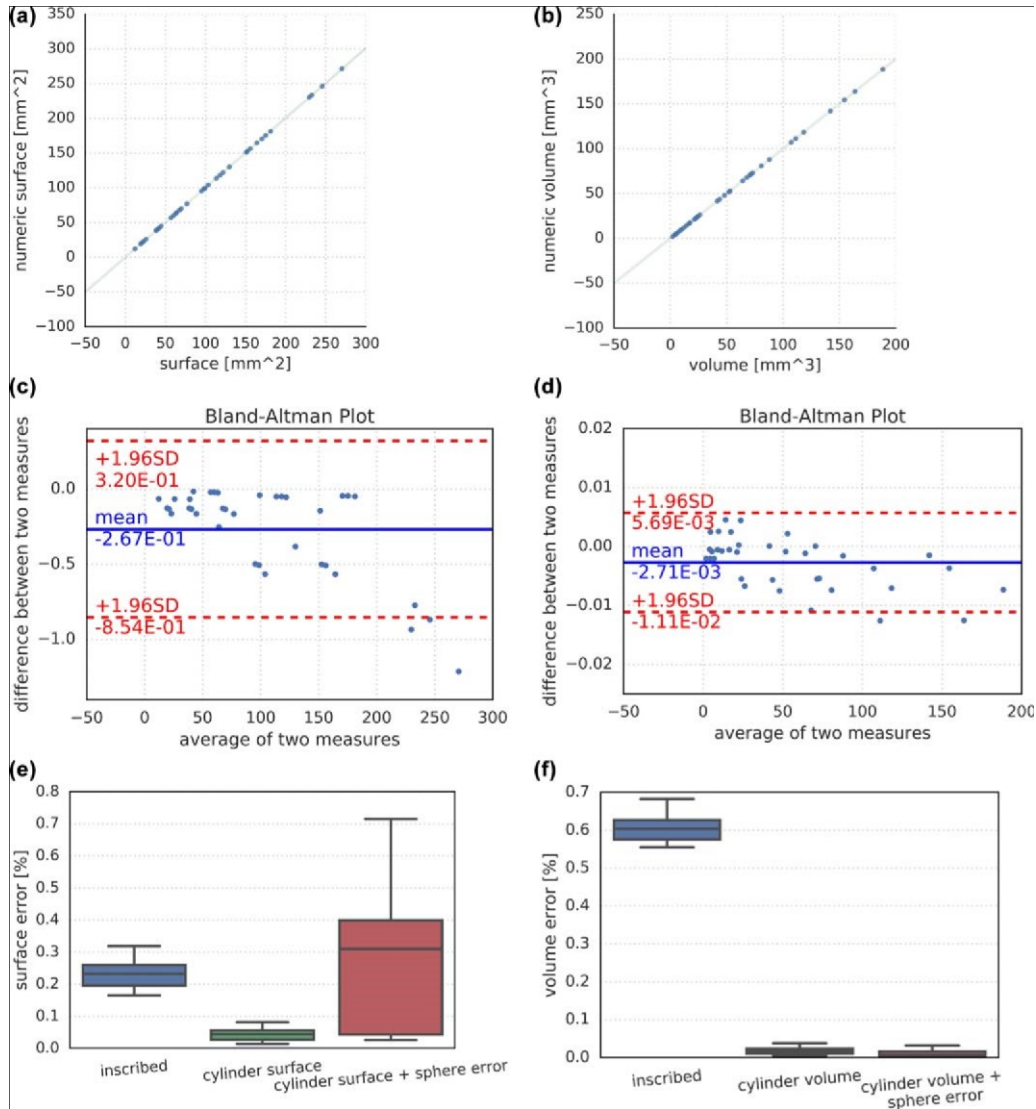 (a)
350
300
250
200
150
100
50
0
−50
−100
numeric surface [mm^2]
−50 0 50 100 150 200 250 300
surface [mm^2]
(b)
250
200
150
100
50
0
−50
−100
numeric volume [mm^3]
−50 0 50 100 150 200
volume [mm^3]
(c)
Bland-Altman Plot
+1.96SD
3.20E-01
mean
-2.67E-01
+1.96SD
-8.54E-01
0.0
−0.5
−1.0
difference between two measures
−50 0 50 100 150 200 250 300
average of two measures
(d)
Bland-Altman Plot
0.02
0.01
0.00
−0.01
−0.02
+1.96SD
5.69E-03
mean
-2.71E-03
+1.96SD
-1.11E-02
difference between two measures
−50 0 50 100 150 200
average of two measures
(e)
0.8
0.7
0.6
0.5
0.4
0.3
0.2
0.1
0.0
surface error [%]
inscribed
cylinder surface
cylinder surface + sphere error
(f)
0.7
0.6
0.5
0.4
0.3
0.2
0.1
0.0
volume error [%]
inscribed
cylinder volume
cylinder volume +
sphere error